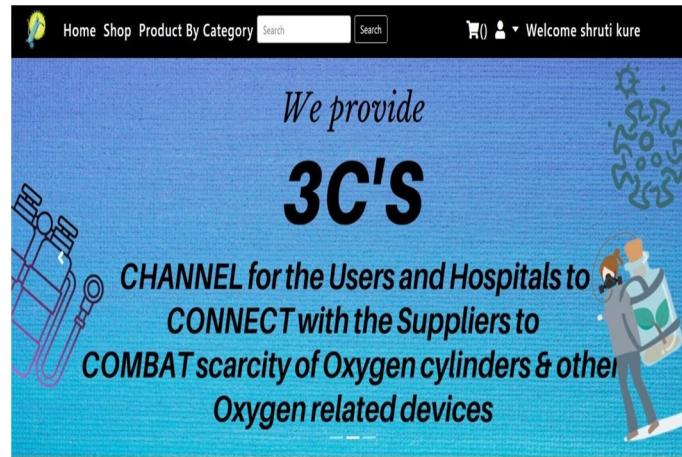 Home Shop Product By Category Search Search () Welcome shruti kure
We provide
3C'S
CHANNEL for the Users and Hospitals to
CONNECT with the Suppliers to
COMBAT scarcity of Oxygen cylinders & other
Oxygen related devices